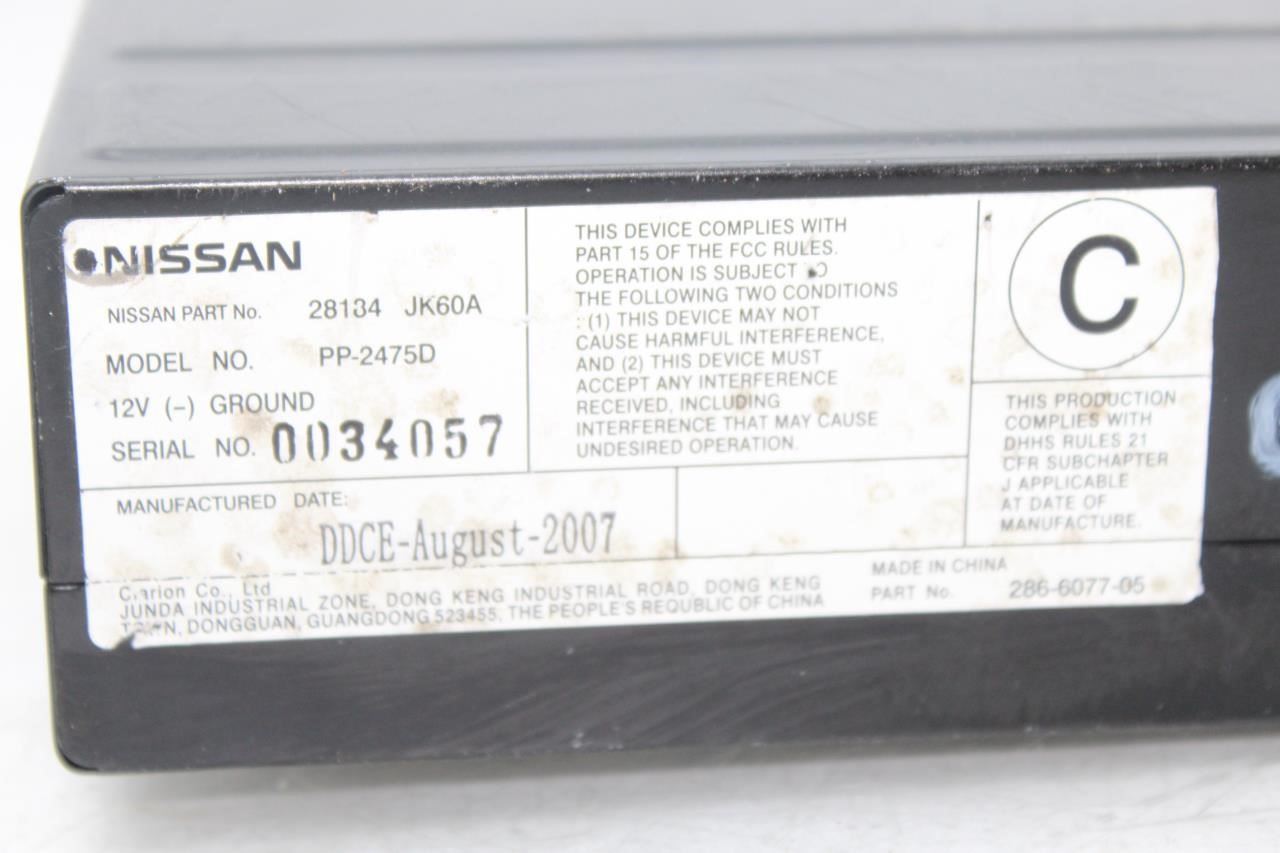 NISSAN
NISSAN PART No. 28134 JK60A
MODEL NO. PP-2475D
12V (-) GROUND
SERIAL NO. 0034057
THIS DEVICE COMPLIES WITH
PART 15 OF THE FCC RULES.
OPERATION IS SUBJECT TO
THE FOLLOWING TWO CONDITIONS
: (1) THIS DEVICE MAY NOT
CAUSE HARMFUL INTERFERENCE,
AND (2) THIS DEVICE MUST
ACCEPT ANY INTERFERENCE
RECEIVED, INCLUDING
INTERFERENCE THAT MAY CAUSE
UNDESIRED OPERATION.
C
THIS PRODUCTION
COMPLIES WITH
DHHS RULES 21
CFR SUBCHAPTER
J APPLICABLE
AT DATE OF
MANUFACTURE.
MANUFACTURED DATE:
DDCE-August-2007
Clarion Co., Ltd
JUNDA INDUSTRIAL ZONE, DONG KENG INDUSTRIAL ROAD, DONG KENG
TOWN, DONGGUAN, GUANGDONG 523455, THE PEOPLE'S REQUBLIC OF CHINA
MADE IN CHINA
PART No. 286-6077-05